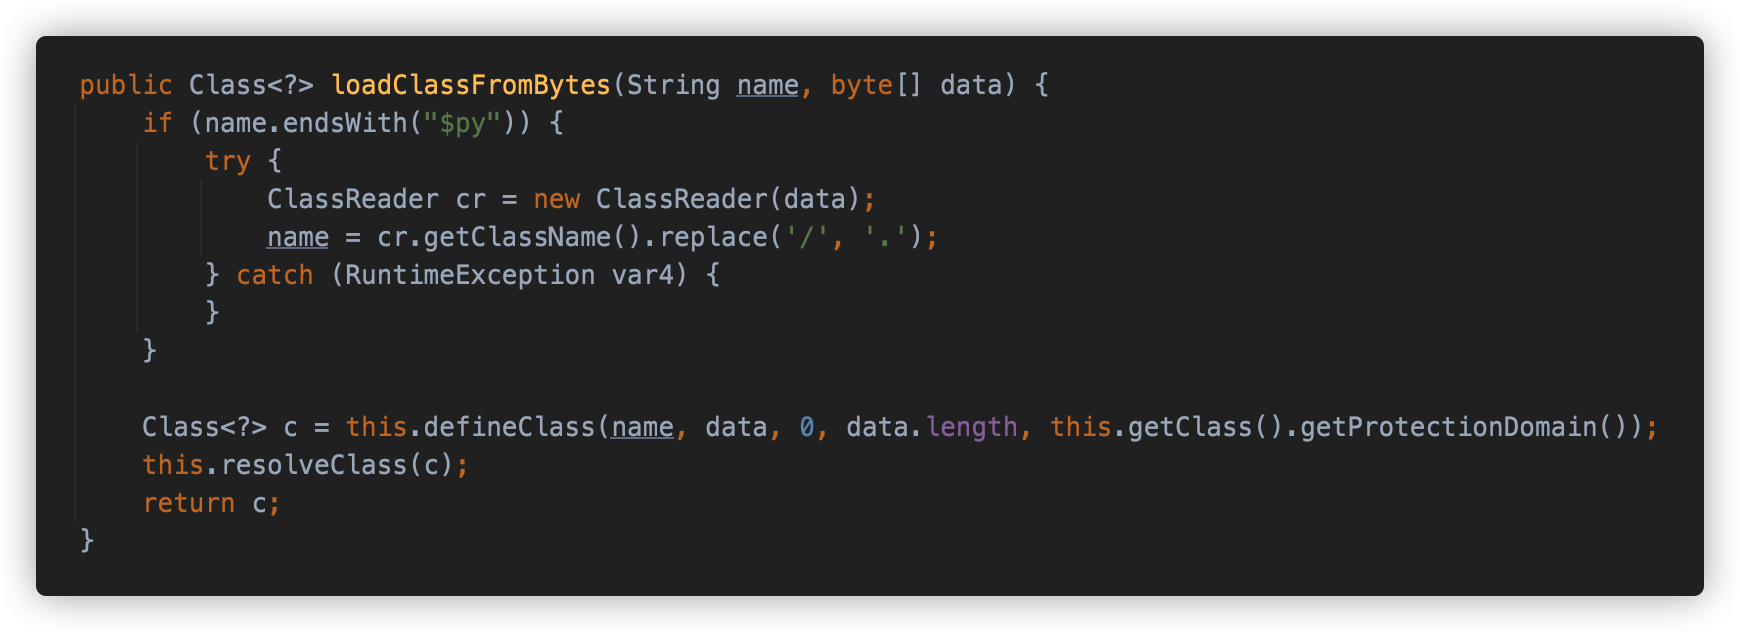 public Class<?> loadClassFromBytes(String name, byte[] data) {
    if (name.endsWith("$py")) {
        try {
            ClassReader cr = new ClassReader(data);
            name = cr.getClassName().replace('/', '.');
        } catch (RuntimeException var4) {
        }
    }

    Class<?> c = this.defineClass(name, data, 0, data.length, this.getClass().getProtectionDomain());
    this.resolveClass(c);
    return c;
}